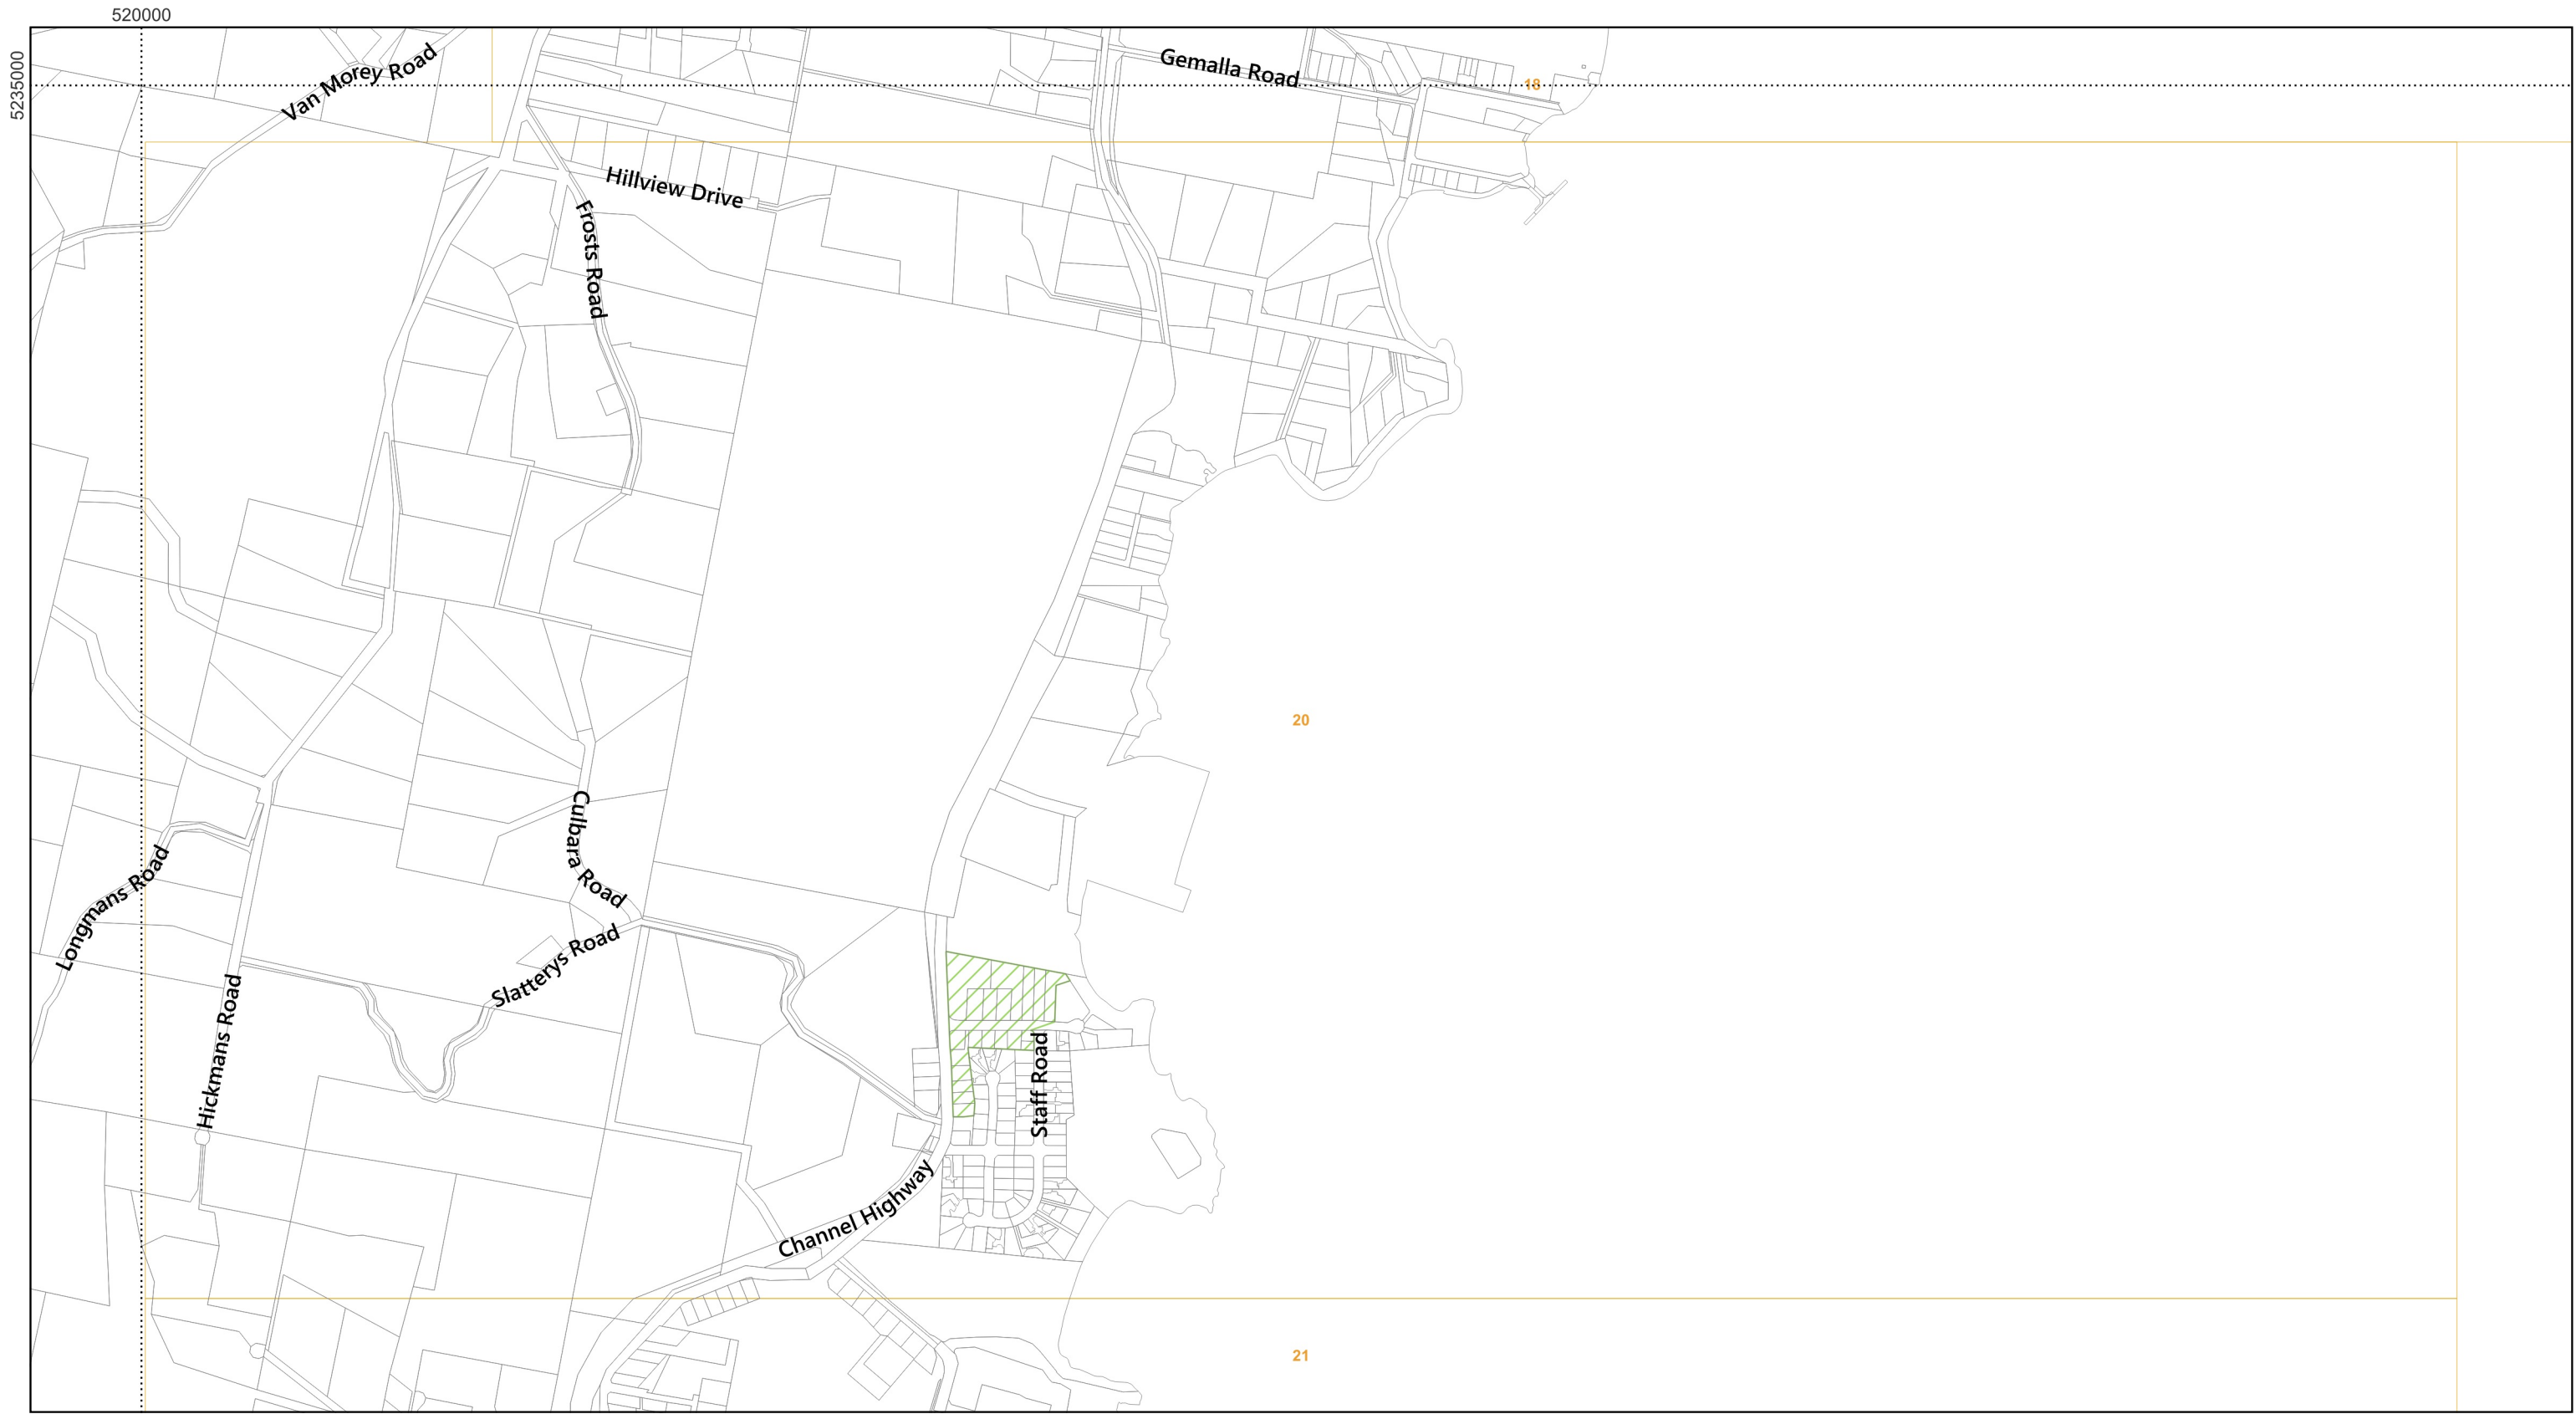 520000
5235000
Van Morey Road
Gemalla Road
18
Hillview Drive
Frosts Road
20
Culbara Road
Longmans Road
Slatterys Road
Hickmans Road
Staff Road
Channel Highway
21